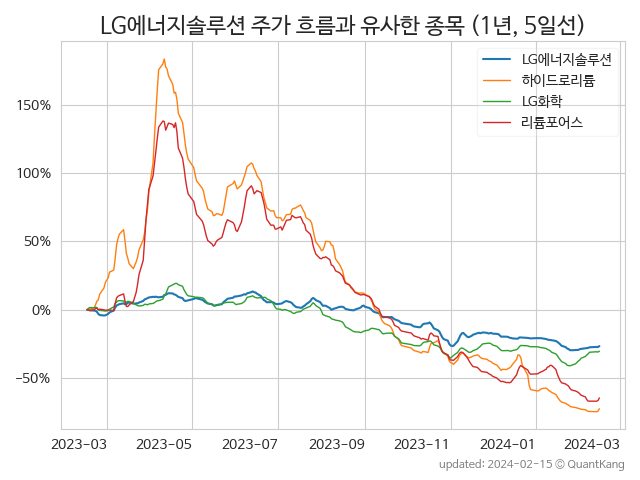 LG에너지솔루션 주가 흐름과 유사한 종목 (1년, 5일선)
LG에너지솔루션
하이드로리튬
LG화학
리튬포어스
150%
100%
50%
0%
−50%
2023-03
2023-05
2023-07
2023-09
2023-11
2024-01
2024-03
updated: 2024-02-15 © QuantKang